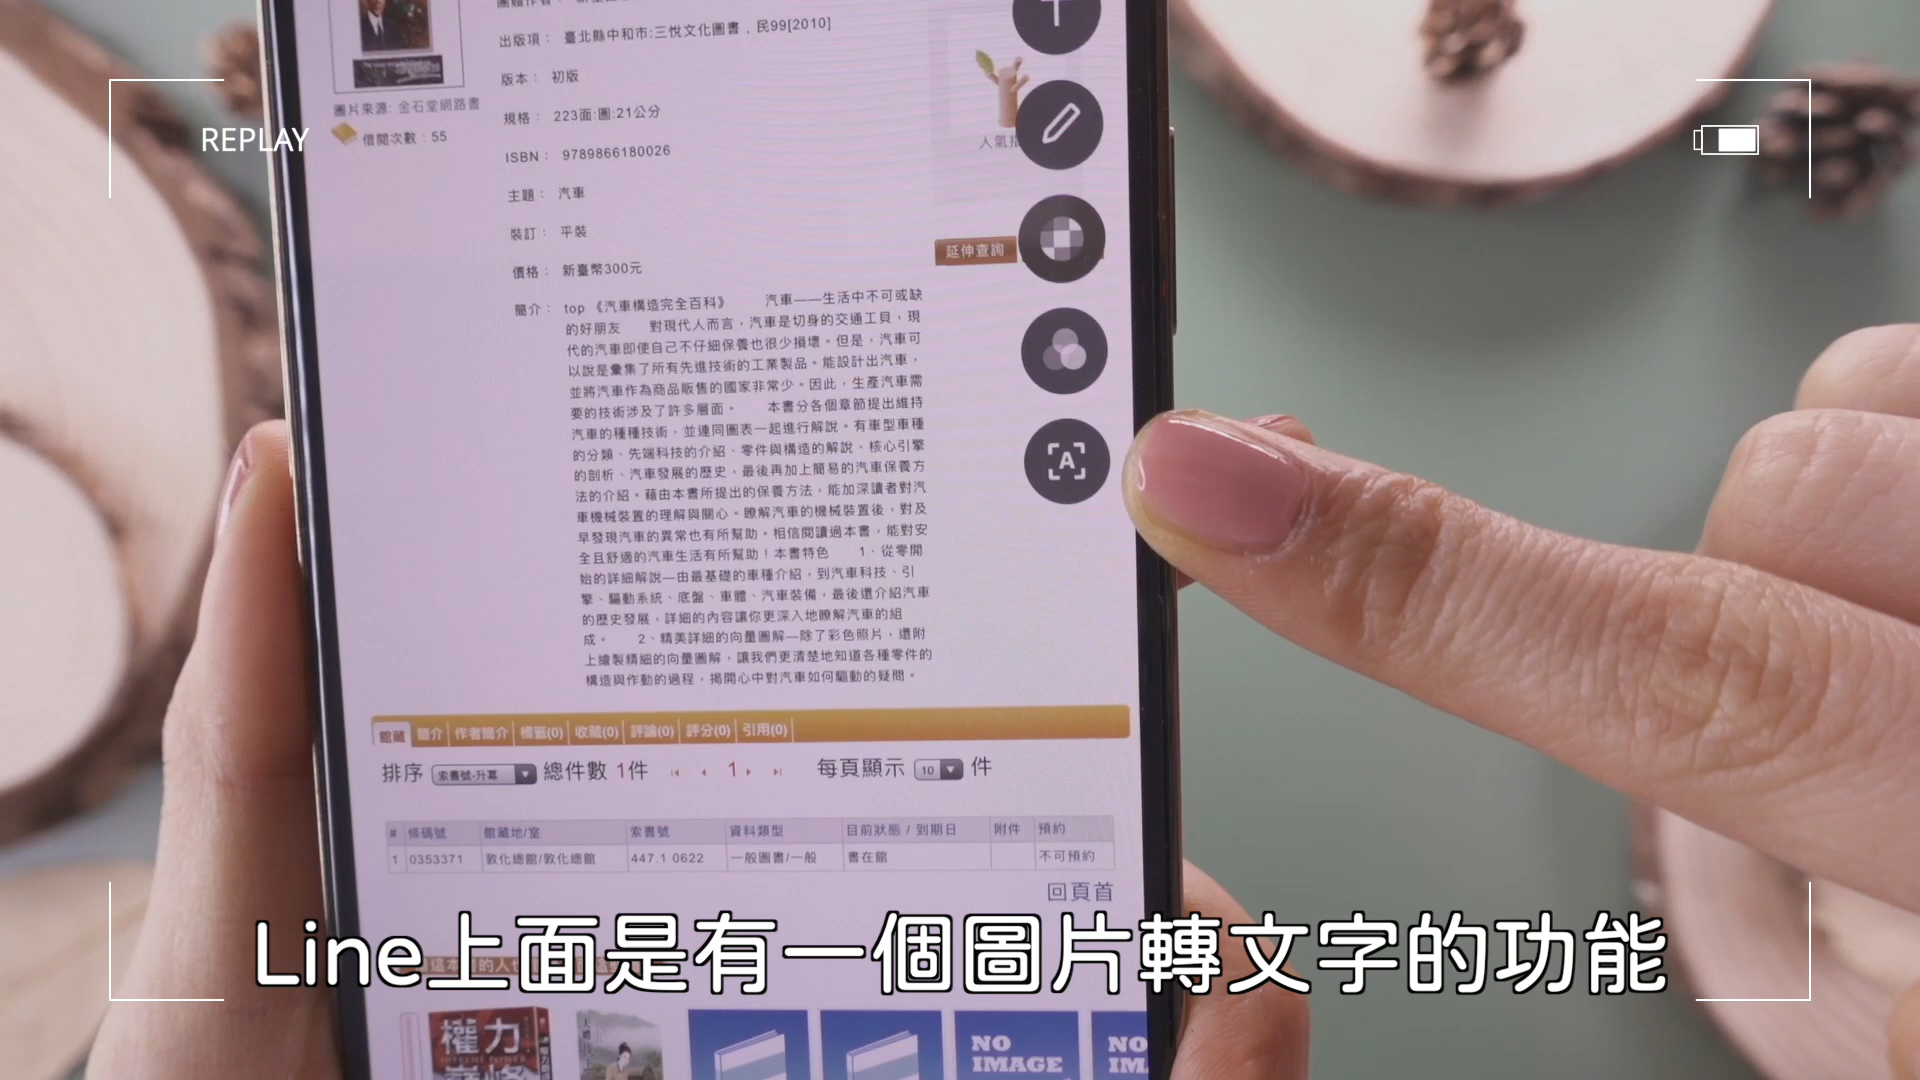 REPLAY
出版項： 臺北縣中和市:三悅文化圖書，民99[2010]
版本： 初版
圖片來源: 金石堂網路書
規格： 223面:圖:21公分
借閱次數：55
ISBN： 9789866180026
人氣指
主題： 汽車
裝訂： 平裝
延伸查詢
價格： 新臺幣300元
簡介： top 《汽車構造完全百科》 汽車——生活中不可或缺
的好朋友 對現代人而言，汽車是切身的交通工具，現
代的汽車即使自己不仔細保養也很少損壞。但是，汽車可
以說是彙集了所有先進技術的工業製品。能設計出汽車，
並將汽車作為商品販售的國家非常少。因此，生產汽車需
要的技術涉及了許多層面。 本書分各個章節提出維持
汽車的種種技術，並連同圖表一起進行解說。有車型車種
的分類、先端科技的介紹、零件與構造的解說、核心引擎
的剖析、汽車發展的歷史，最後再加上簡易的汽車保養方
法的介紹。藉由本書所提出的保養方法，能加深讀者對汽
車機械裝置的理解與關心。瞭解汽車的機械裝置後，對及
早發現汽車的異常也有所幫助。相信閱讀過本書，能對安
全且舒適的汽車生活有所幫助！本書特色 1、從零開
始的詳細解說—由最基礎的車種介紹，到汽車科技、引
擎、驅動系統、底盤、車體、汽車裝備，最後還介紹汽車
的歷史發展，詳細的內容讓你更深入地瞭解汽車的組
成。 2、精美詳細的向量圖解—除了彩色照片，還附
上繪製精細的向量圖解，讓我們更清楚地知道各種零件的
構造與作動的過程，揭開心中對汽車如何驅動的疑問。
A
館藏 簡介 作者簡介 標籤(0) 收藏(0) 評論(0) 評分(0) 引用(0)
排序 索書號-升冪 總件數 1件 1 每頁顯示 10 件
# 條碼號 館藏地/室 索書號 資料類型 目前狀態 / 到期日 附件 預約
1 0353371 敦化總館/敦化總館 447.1 0622 一般圖書/一般 書在館 不可預約
回頁首
Line上面是有一個圖片轉文字的功能
權力
NO IMAGE
NO